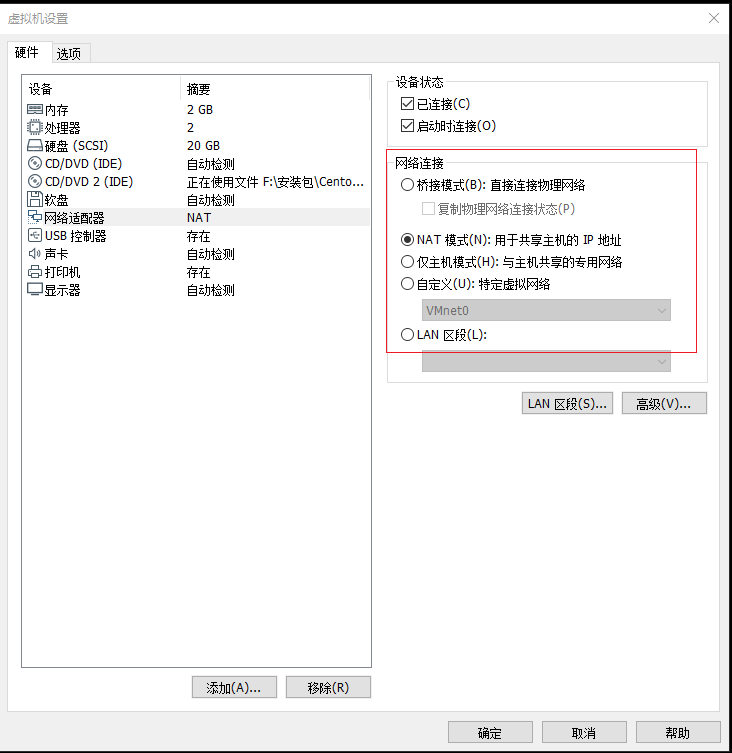 虚拟机设置
硬件 选项
设备 摘要
内存 2 GB
处理器 2
硬盘 (SCSI) 20 GB
CD/DVD (IDE) 自动检测
CD/DVD 2 (IDE) 正在使用文件 F:\安装包\Cento...
软盘 自动检测
网络适配器 NAT
USB 控制器 存在
声卡 自动检测
打印机 存在
显示器 自动检测
添加(A)... 移除(R)
设备状态
已连接(C)
启动时连接(O)
网络连接
桥接模式(B): 直接连接物理网络
复制物理网络连接状态(P)
NAT 模式(N): 用于共享主机的 IP 地址
仅主机模式(H): 与主机共享的专用网络
自定义(U): 特定虚拟网络
VMnet0
LAN 区段(L):
LAN 区段(S)... 高级(V)...
确定 取消 帮助